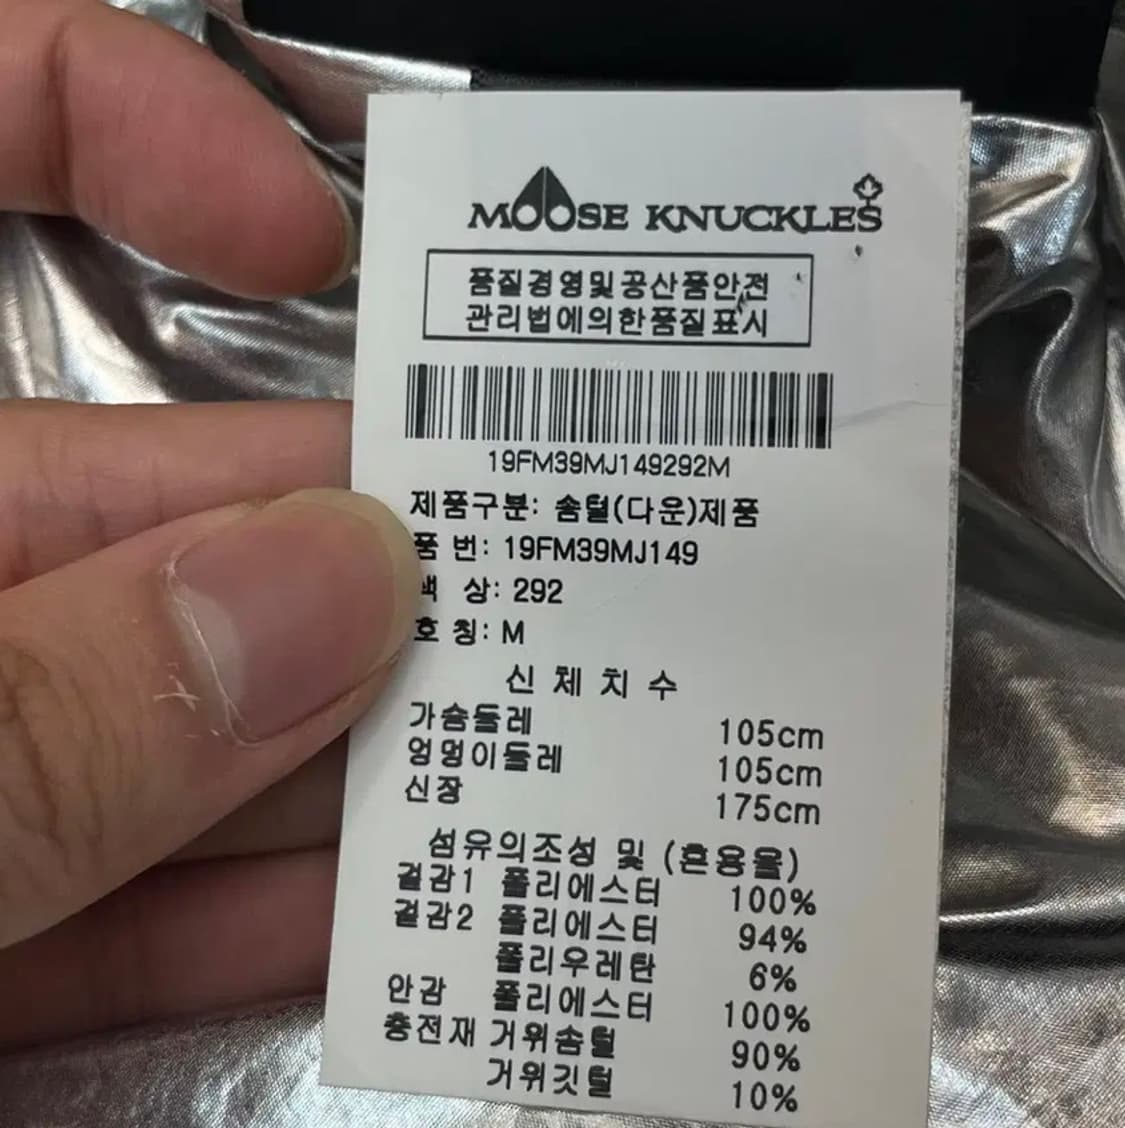 MOOSE KNUCKLES
품질경영및공산품안전
관리법에의한품질표시
19FM39MJ149292M
제품구분: 솜털(다운)제품
품 번: 19FM39MJ149
색 상: 292
호 칭: M
신 체 치 수
가슴둘레 105cm
엉덩이둘레 105cm
신장 175cm
섬유의조성 및 (혼용율)
겉감1 폴리에스터 100%
겉감2 폴리에스터 94%
폴리우레탄 6%
안감 폴리에스터 100%
충전재 거위솜털 90%
거위깃털 10%